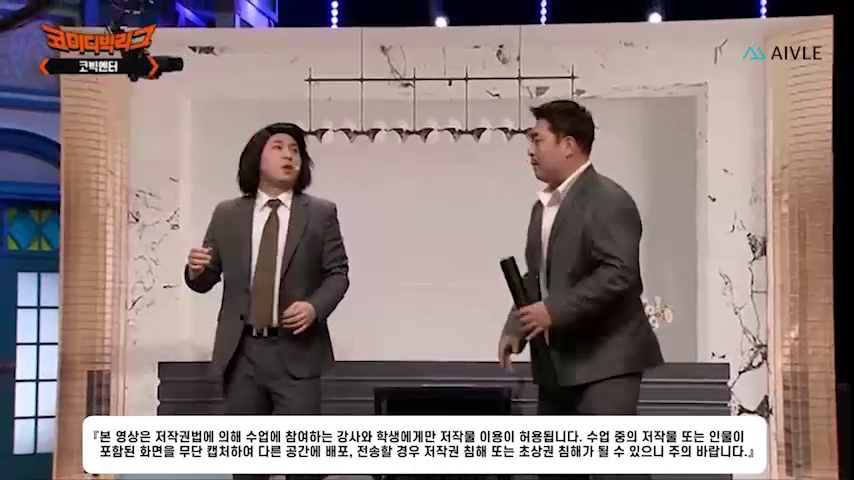 코미디빅리그
코빅엔터
AIVLE
『본 영상은 저작권법에 의해 수업에 참여하는 강사와 학생에게만 저작물 이용이 허용됩니다. 수업 중의 저작물 또는 인물이
포함된 화면을 무단 캡처하여 다른 공간에 배포, 전송할 경우 저작권 침해 또는 초상권 침해가 될 수 있으니 주의 바랍니다.』